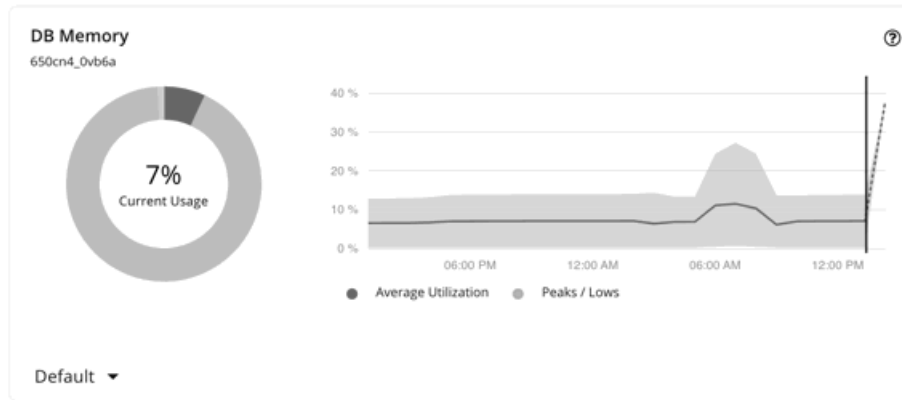 DB Memory
650cn4_0vb6a
7%
Current Usage
40 %
30 %
20 %
10 %
0 %
06:00 PM 12:00 AM 06:00 AM 12:00 PM
Average Utilization Peaks / Lows
Default